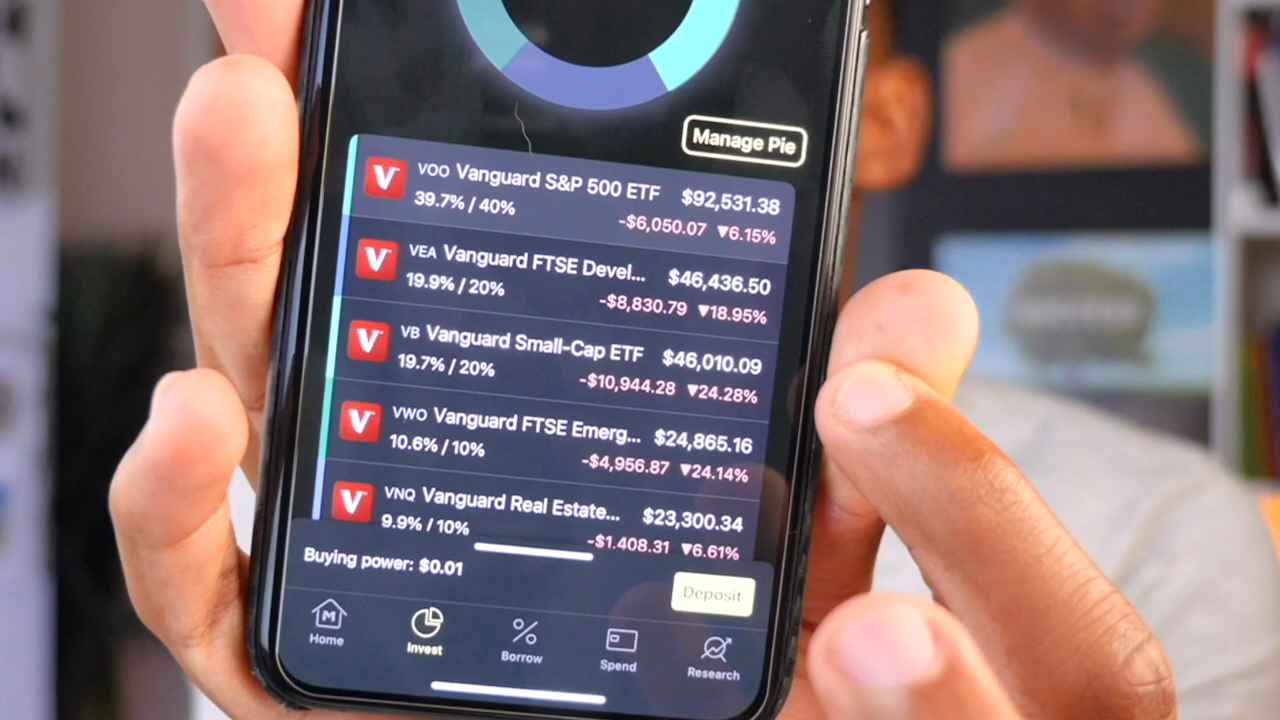 Manage Pie
V VOO Vanguard S&P 500 ETF $92,531.38
39.7% / 40% -$6,050.07 ▼6.15%
V VEA Vanguard FTSE Devel... $46,436.50
19.9% / 20% -$8,830.79 ▼18.95%
V VB Vanguard Small-Cap ETF $46,010.09
19.7% / 20% -$10,944.28 ▼24.28%
V VWO Vanguard FTSE Emerg... $24,865.16
10.6% / 10% -$4,956.87 ▼24.14%
V VNQ Vanguard Real Estate... $23,300.34
9.9% / 10% -$1,408.31 ▼6.61%
Buying power: $0.01
Deposit
M
Home Invest Borrow Spend Research